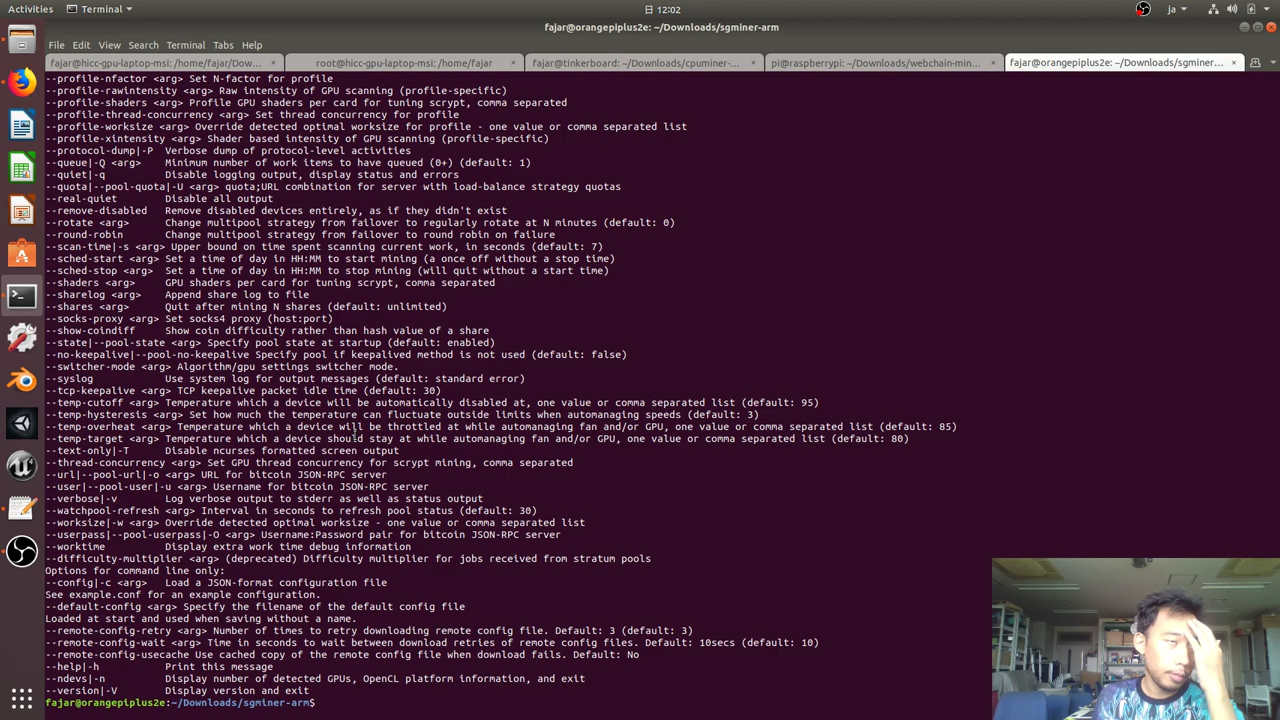 Activities
Terminal
日 12:02
ja
fajar@orangepiplus2e: ~/Downloads/sgminer-arm
File Edit View Search Terminal Tabs Help
fajar@hicc-gpu-laptop-msi: /home/fajar/Dow...
root@hicc-gpu-laptop-msi: /home/fajar
fajar@tinkerboard: ~/Downloads/cpuminer-...
pi@raspberrypi: ~/Downloads/webchain-min...
fajar@orangepiplus2e: ~/Downloads/sgminer...
--profile-nfactor <arg> Set N-factor for profile
--profile-rawintensity <arg> Raw intensity of GPU scanning (profile-specific)
--profile-shaders <arg> Profile GPU shaders per card for tuning scrypt, comma separated
--profile-thread-concurrency <arg> Set thread concurrency for profile
--profile-worksize <arg> Override detected optimal worksize for profile - one value or comma separated list
--profile-xintensity <arg> Shader based intensity of GPU scanning (profile-specific)
--protocol-dump|-P Verbose dump of protocol-level activities
--queue|-Q <arg> Minimum number of work items to have queued (0+) (default: 1)
--quiet|-q Disable logging output, display status and errors
--quota|--pool-quota|-U <arg> quota;URL combination for server with load-balance strategy quotas
--real-quiet Disable all output
--remove-disabled Remove disabled devices entirely, as if they didn't exist
--rotate <arg> Change multipool strategy from failover to regularly rotate at N minutes (default: 0)
--round-robin Change multipool strategy from failover to round robin on failure
--scan-time|-s <arg> Upper bound on time spent scanning current work, in seconds (default: 7)
--sched-start <arg> Set a time of day in HH:MM to start mining (a once off without a stop time)
--sched-stop <arg> Set a time of day in HH:MM to stop mining (will quit without a start time)
--shaders <arg> GPU shaders per card for tuning scrypt, comma separated
--sharelog <arg> Append share log to file
--shares <arg> Quit after mining N shares (default: unlimited)
--socks-proxy <arg> Set socks4 proxy (host:port)
--show-coindiff Show coin difficulty rather than hash value of a share
--state|--pool-state <arg> Specify pool state at startup (default: enabled)
--no-keepalive|--pool-no-keepalive Specify pool if keepalived method is not used (default: false)
--switcher-mode <arg> Algorithm/gpu settings switcher mode.
--syslog Use system log for output messages (default: standard error)
--tcp-keepalive <arg> TCP keepalive packet idle time (default: 30)
--temp-cutoff <arg> Temperature which a device will be automatically disabled at, one value or comma separated list (default: 95)
--temp-hysteresis <arg> Set how much the temperature can fluctuate outside limits when automanaging speeds (default: 3)
--temp-overheat <arg> Temperature which a device will be throttled at while automanaging fan and/or GPU, one value or comma separated list (default: 85)
--temp-target <arg> Temperature which a device should stay at while automanaging fan and/or GPU, one value or comma separated list (default: 80)
--text-only|-T Disable ncurses formatted screen output
--thread-concurrency <arg> Set GPU thread concurrency for scrypt mining, comma separated
--url|--pool-url|-o <arg> URL for bitcoin JSON-RPC server
--user|--pool-user|-u <arg> Username for bitcoin JSON-RPC server
--verbose|-v Log verbose output to stderr as well as status output
--watchpool-refresh <arg> Interval in seconds to refresh pool status (default: 30)
--worksize|-w <arg> Override detected optimal worksize - one value or comma separated list
--userpass|--pool-userpass|-O <arg> Username:Password pair for bitcoin JSON-RPC server
--worktime Display extra work time debug information
--difficulty-multiplier <arg> (deprecated) Difficulty multiplier for jobs received from stratum pools
Options for command line only:
--config|-c <arg> Load a JSON-format configuration file
See example.conf for an example configuration.
--default-config <arg> Specify the filename of the default config file
Loaded at start and used when saving without a name.
--remote-config-retry <arg> Number of times to retry downloading remote config file. Default: 3 (default: 3)
--remote-config-wait <arg> Time in seconds to wait between download retries of remote config files. Default: 10secs (default: 10)
--remote-config-usecache Use cached copy of the remote config file when download fails. Default: No
--help|-h Print this message
--ndevs|-n Display number of detected GPUs, OpenCL platform information, and exit
--version|-V Display version and exit
fajar@orangepiplus2e:~/Downloads/sgminer-arm$